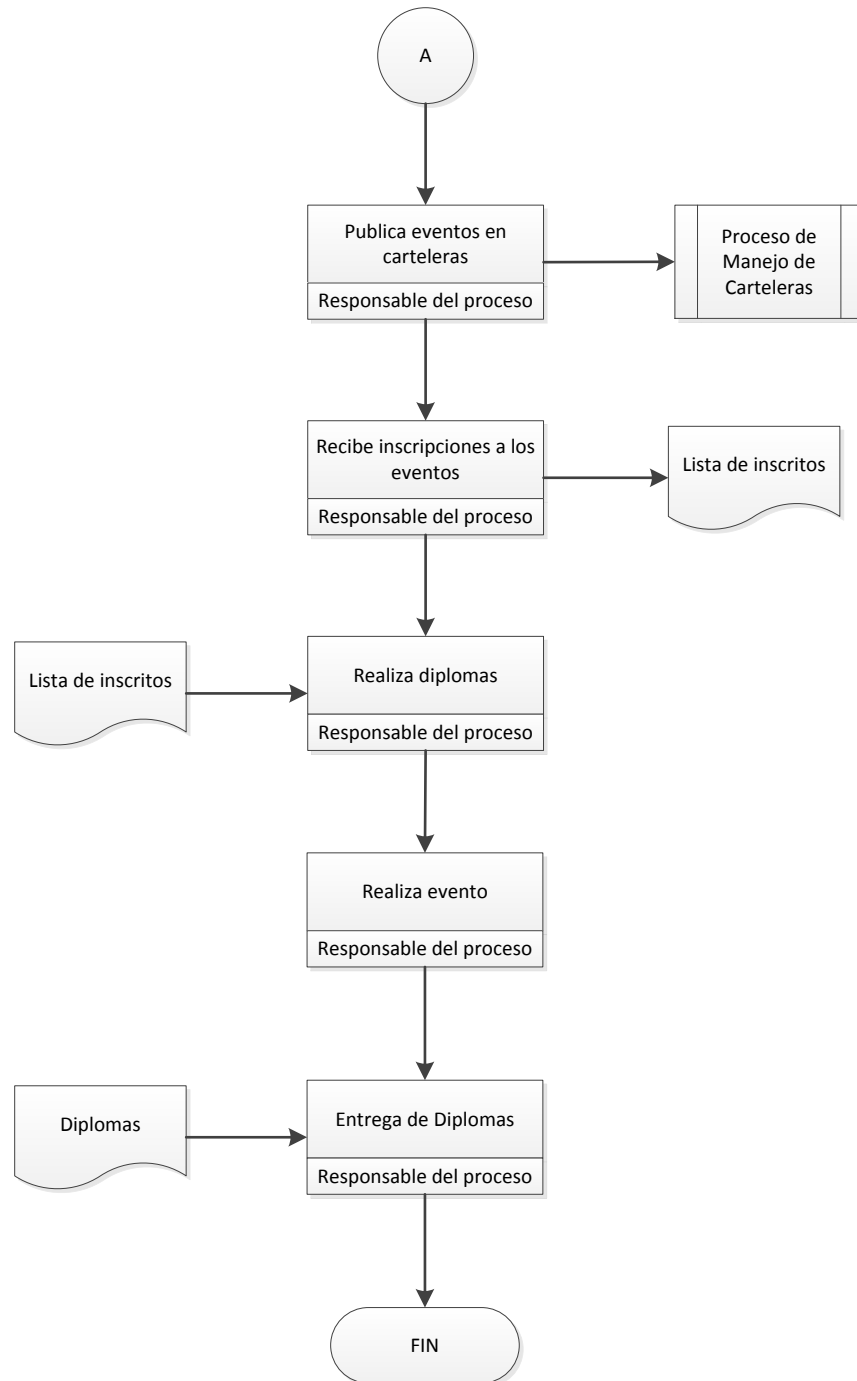 A
Publica eventos en
carteleras
Responsable del proceso
Proceso de
Manejo de
Carteleras
Recibe inscripciones a los
eventos
Responsable del proceso
Lista de inscritos
Lista de inscritos
Realiza diplomas
Responsable del proceso
Realiza evento
Responsable del proceso
Diplomas
Entrega de Diplomas
Responsable del proceso
FIN